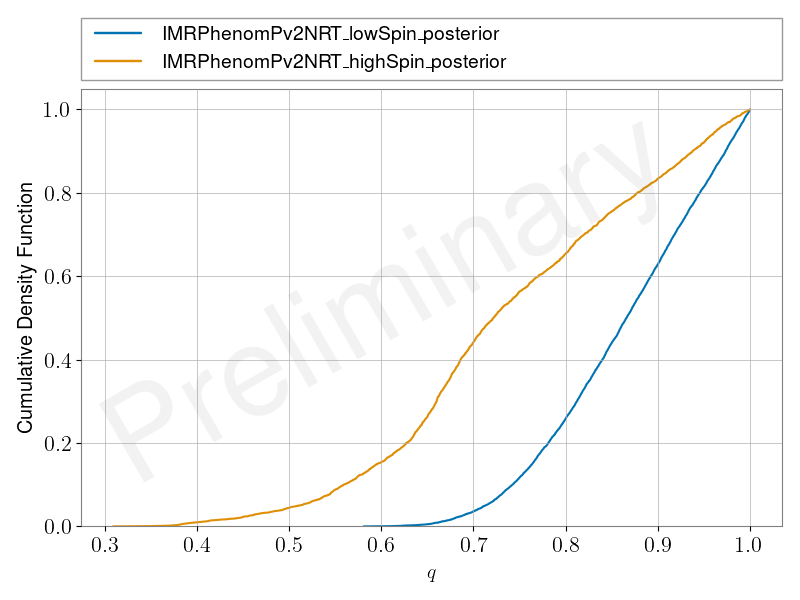 IMRPhenomPv2NRT_lowSpin_posterior
IMRPhenomPv2NRT_highSpin_posterior
1.0
0.8
0.6
0.4
0.2
0.0
Cumulative Density Function
Preliminary
0.3 0.4 0.5 0.6 0.7 0.8 0.9 1.0
q